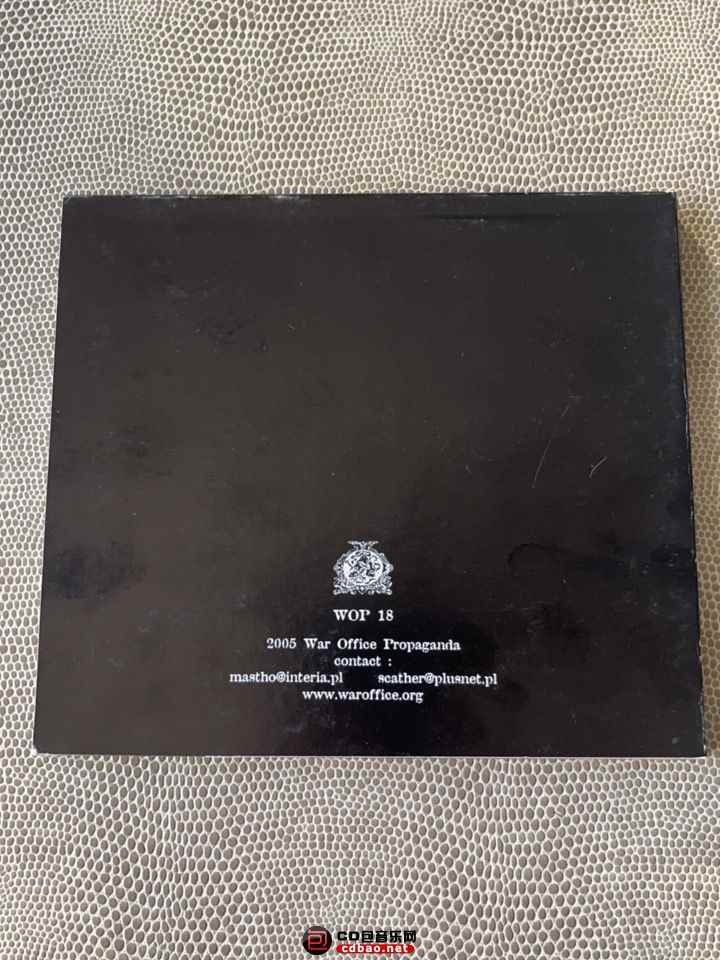 WOP 18
2005 War Office Propaganda
contact :
mastho@interia.pl scather@plusnet.pl
www.waroffice.org
CD包音乐网
cdbao.net